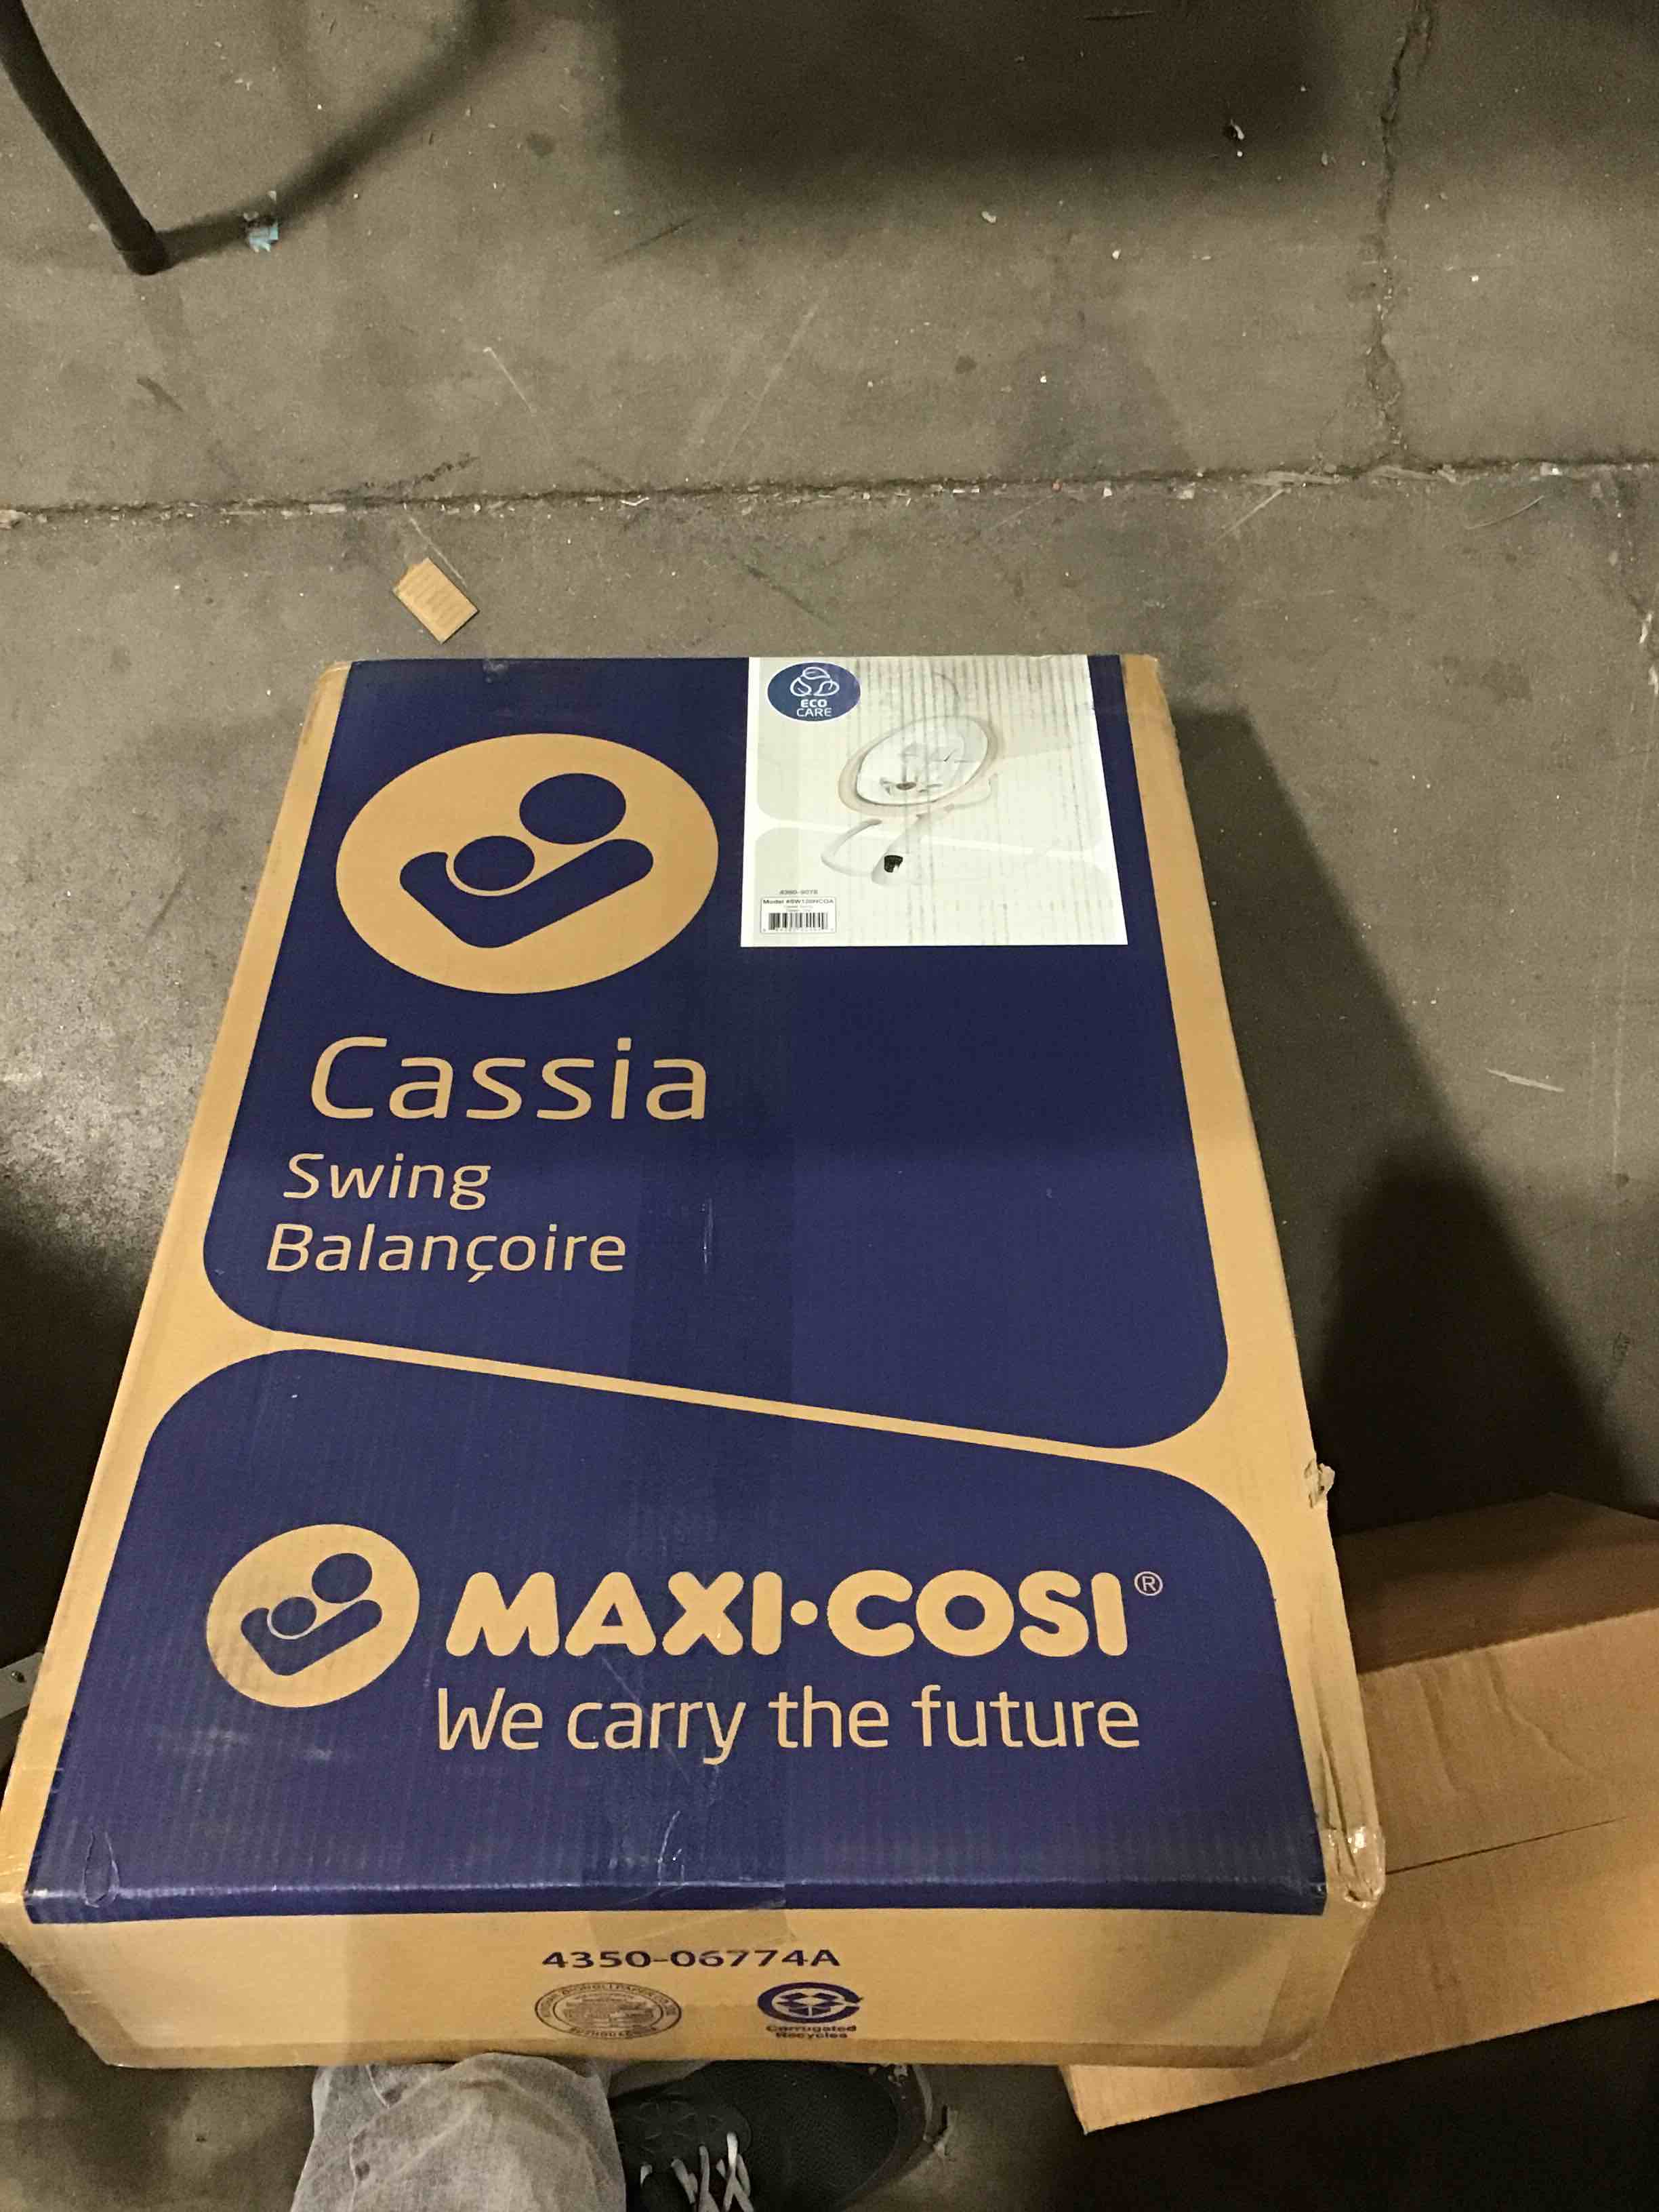 ECO
CARE
Cassia
Swing
Balançoire
MAXI·COSI®
We carry the future
4350-06774A
Corrugated
Recycles